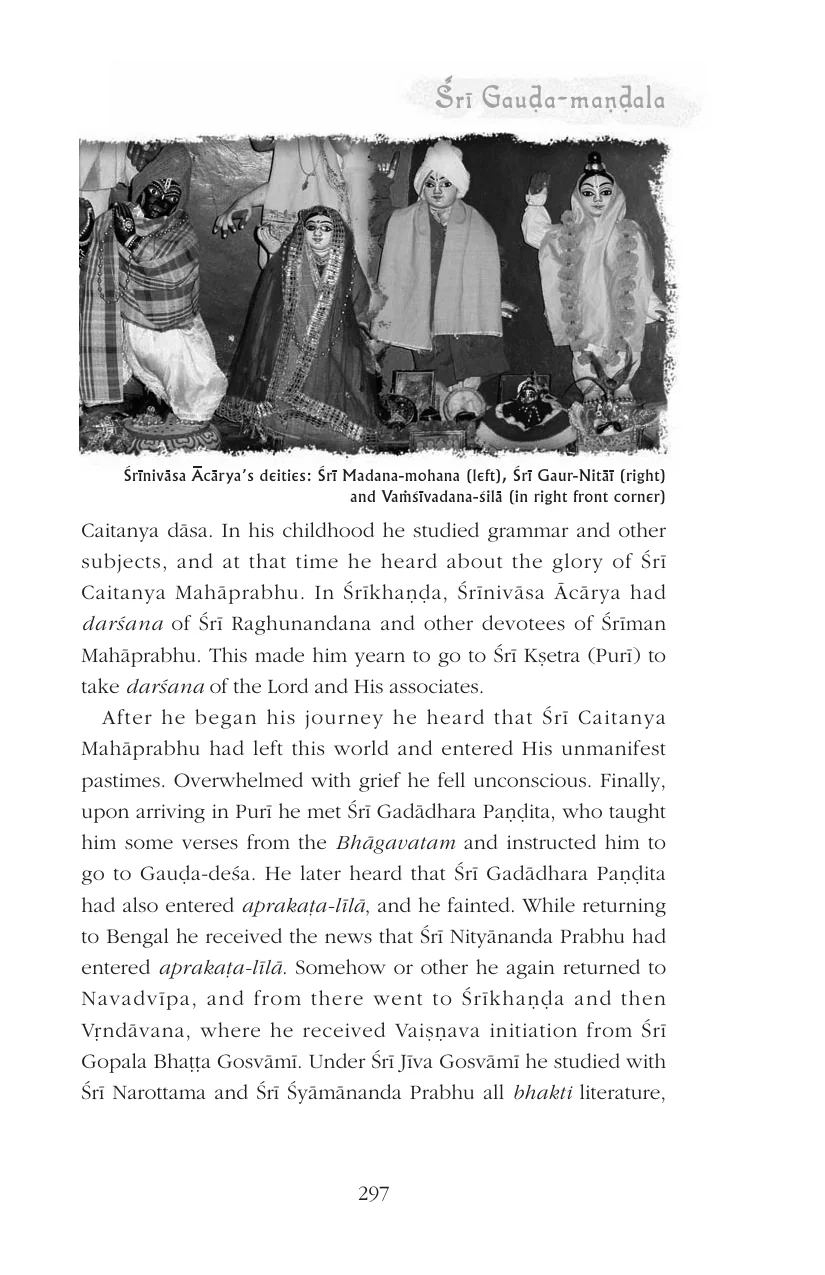 Śrī Gauḍa-maṇḍala
Śrīnivāsa Ācārya’s deities: Śrī Madana-mohana (left), Śrī Gaur-Nitāī (right)
and Vaṁśīvadana-śilā (in right front corner)
Caitanya dāsa. In his childhood he studied grammar and other
subjects, and at that time he heard about the glory of Śrī
Caitanya Mahāprabhu. In Śrīkhaṇḍa, Śrīnivāsa Ācārya had
darśana of Śrī Raghunandana and other devotees of Śrīman
Mahāprabhu. This made him yearn to go to Śrī Kṣetra (Purī) to
take darśana of the Lord and His associates.
After he began his journey he heard that Śrī Caitanya
Mahāprabhu had left this world and entered His unmanifest
pastimes. Overwhelmed with grief he fell unconscious. Finally,
upon arriving in Purī he met Śrī Gadādhara Paṇḍita, who taught
him some verses from the Bhāgavatam and instructed him to
go to Gauḍa-deśa. He later heard that Śrī Gadādhara Paṇḍita
had also entered aprakaṭa-līlā, and he fainted. While returning
to Bengal he received the news that Śrī Nityānanda Prabhu had
entered aprakaṭa-līlā. Somehow or other he again returned to
Navadvīpa, and from there went to Śrīkhaṇḍa and then
Vṛndāvana, where he received Vaiṣṇava initiation from Śrī
Gopala Bhaṭṭa Gosvāmī. Under Śrī Jīva Gosvāmī he studied with
Śrī Narottama and Śrī Śyāmānanda Prabhu all bhakti literature,
297